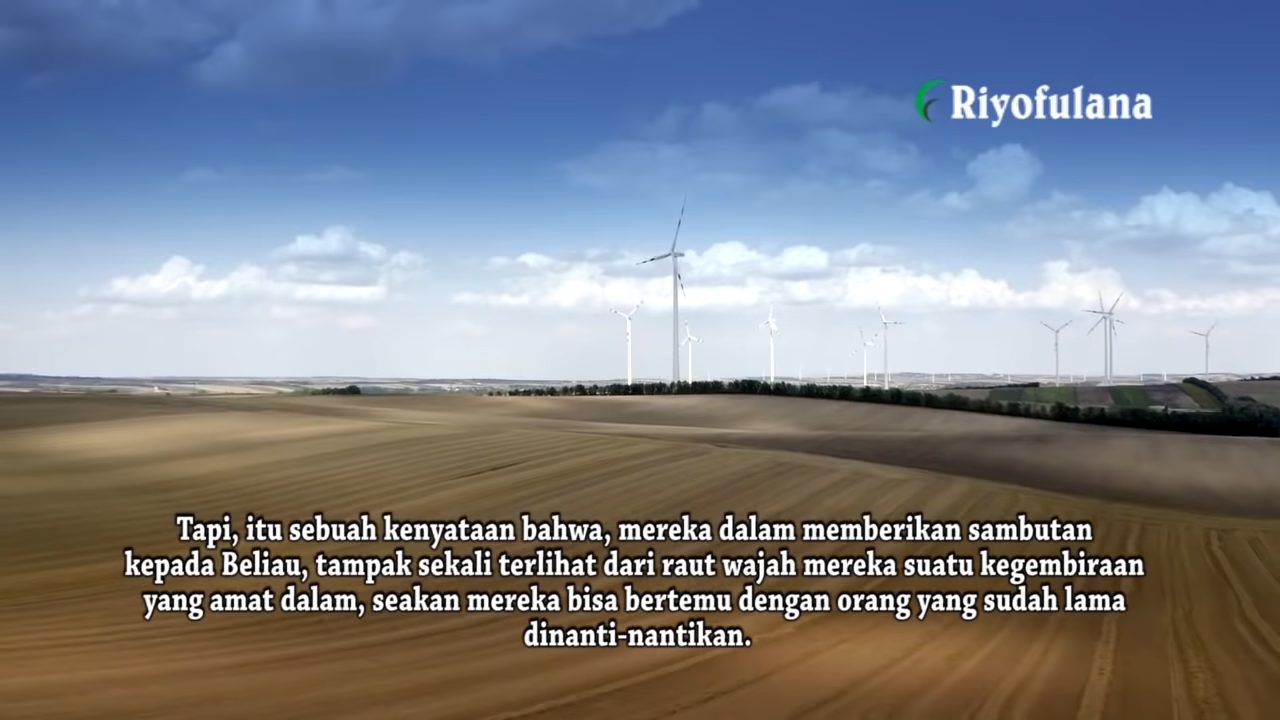 Riyofulana
Tapi, itu sebuah kenyataan bahwa, mereka dalam memberikan sambutan
kepada Beliau, tampak sekali terlihat dari raut wajah mereka suatu kegembiraan
yang amat dalam, seakan mereka bisa bertemu dengan orang yang sudah lama
dinanti-nantikan.